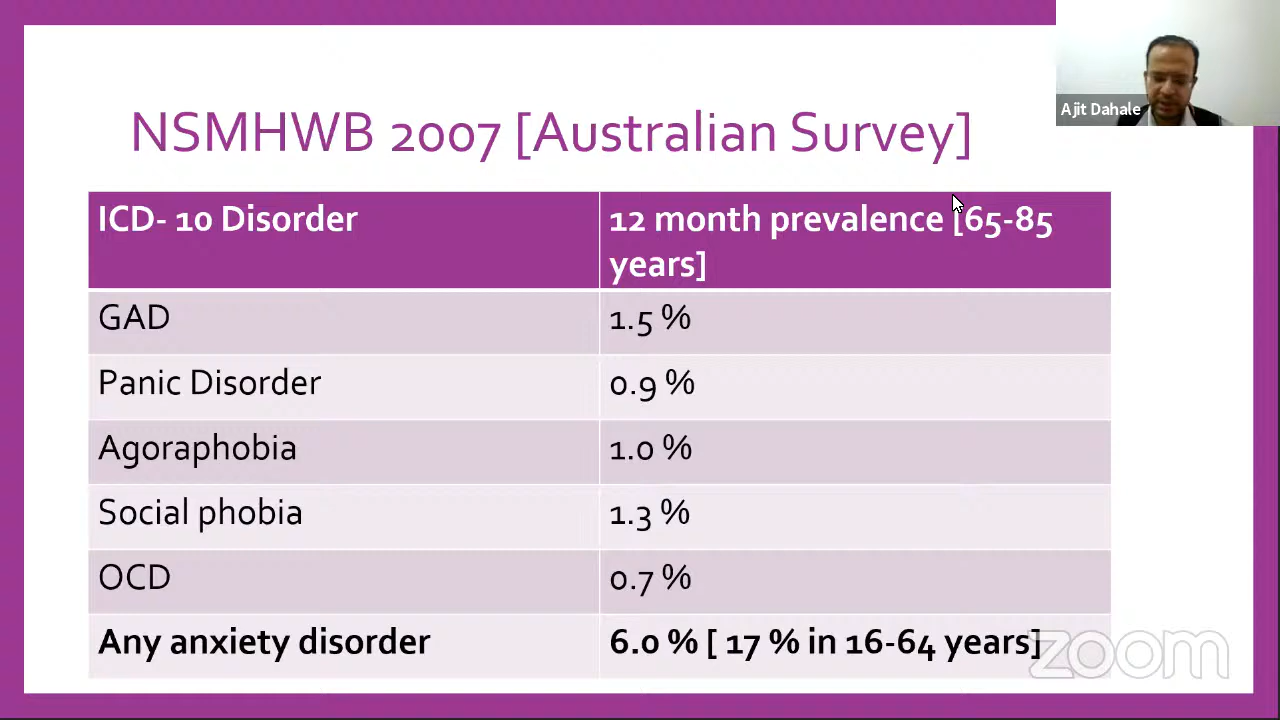 Ajit Dahale
NSMHWB 2007 [Australian Survey]
ICD- 10 Disorder
12 month prevalence [65-85
years]
GAD
1.5 %
Panic Disorder
0.9 %
Agoraphobia
1.0 %
Social phobia
1.3 %
OCD
0.7 %
Any anxiety disorder
6.0 % [ 17 % in 16-64 years]
zoom